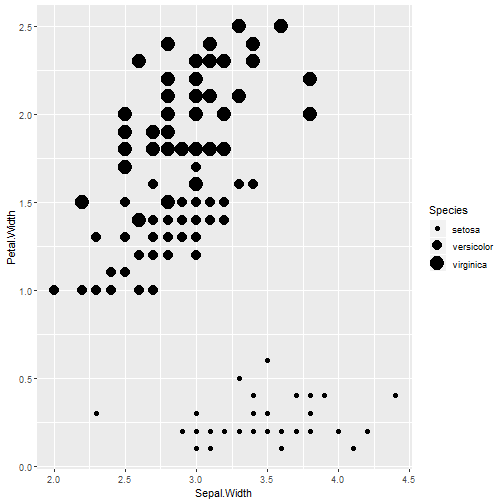 2.5
2.0
1.5
1.0
0.5
0.0
Petal.Width
2.0 2.5 3.0 3.5 4.0 4.5
Sepal.Width
Species
setosa
versicolor
virginica